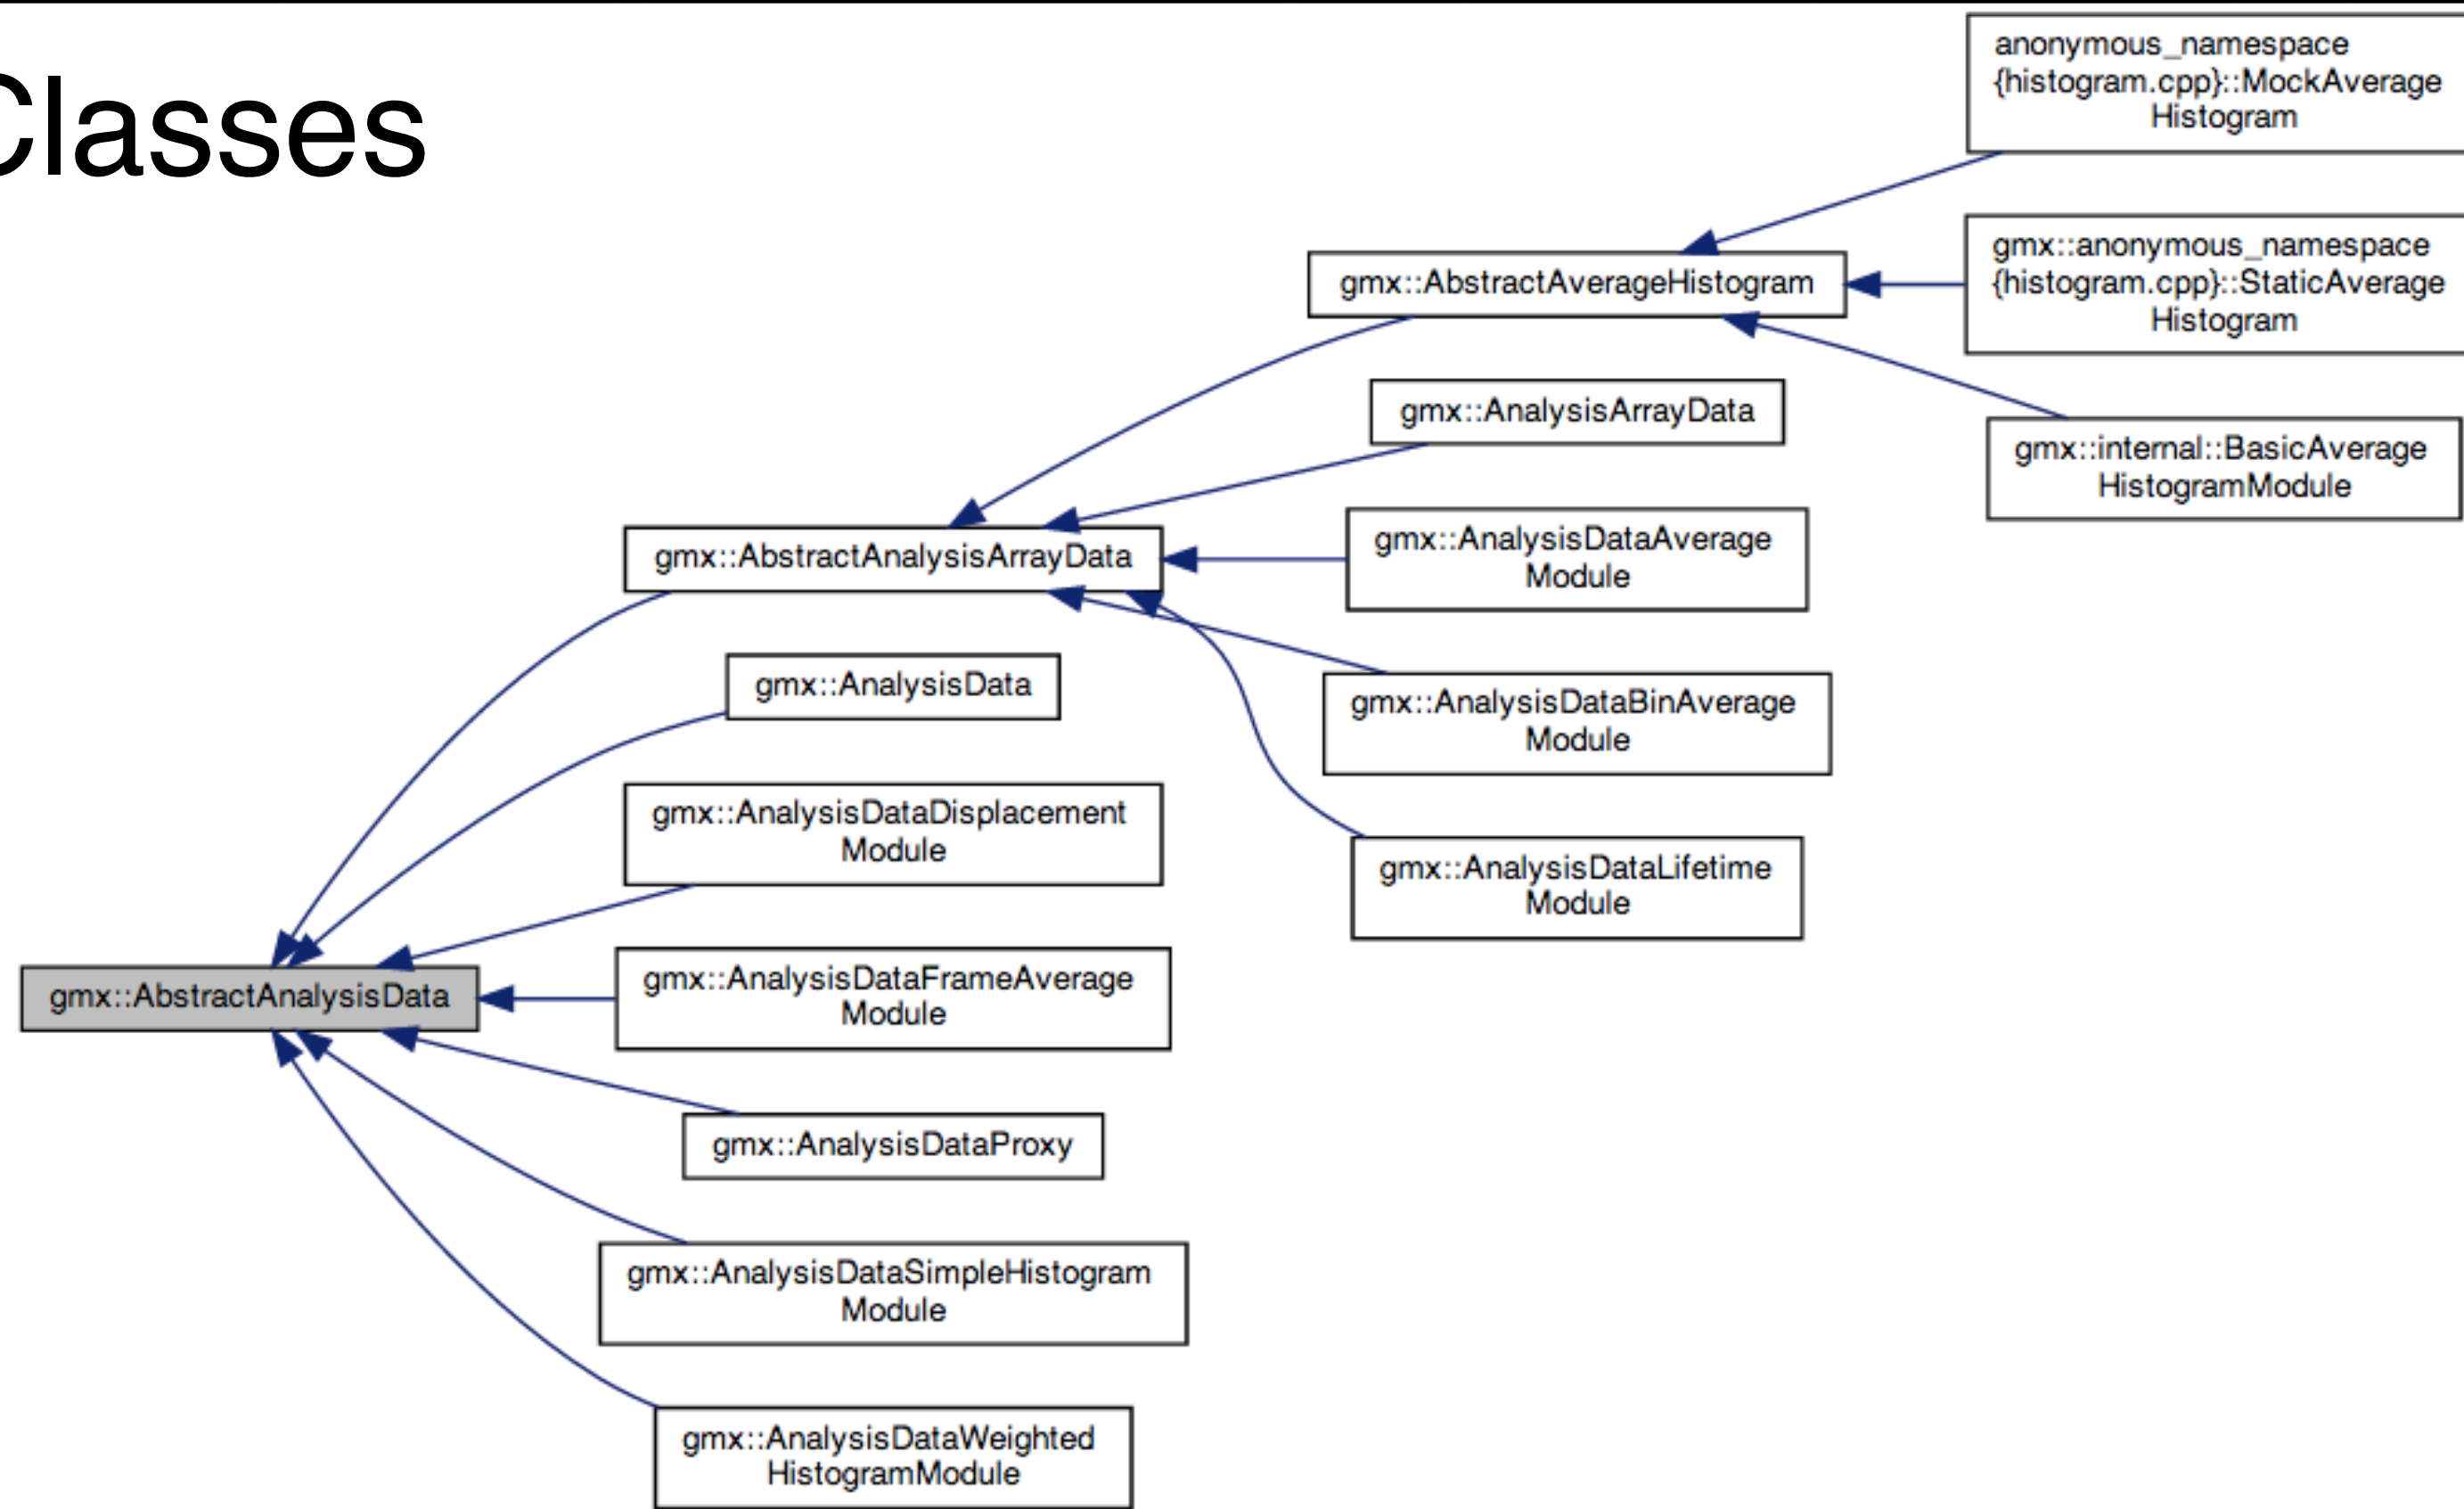 Classes
anonymous_namespace
{histogram.cpp}::MockAverage
Histogram
gmx::anonymous_namespace
{histogram.cpp}::StaticAverage
Histogram
gmx::AbstractAverageHistogram
gmx::AnalysisArrayData
gmx::internal::BasicAverage
HistogramModule
gmx::AbstractAnalysisArrayData
gmx::AnalysisDataAverage
Module
gmx::AnalysisData
gmx::AnalysisDataBinAverage
Module
gmx::AnalysisDataDisplacement
Module
gmx::AnalysisDataLifetime
Module
gmx::AbstractAnalysisData
gmx::AnalysisDataFrameAverage
Module
gmx::AnalysisDataProxy
gmx::AnalysisDataSimpleHistogram
Module
gmx::AnalysisDataWeighted
HistogramModule